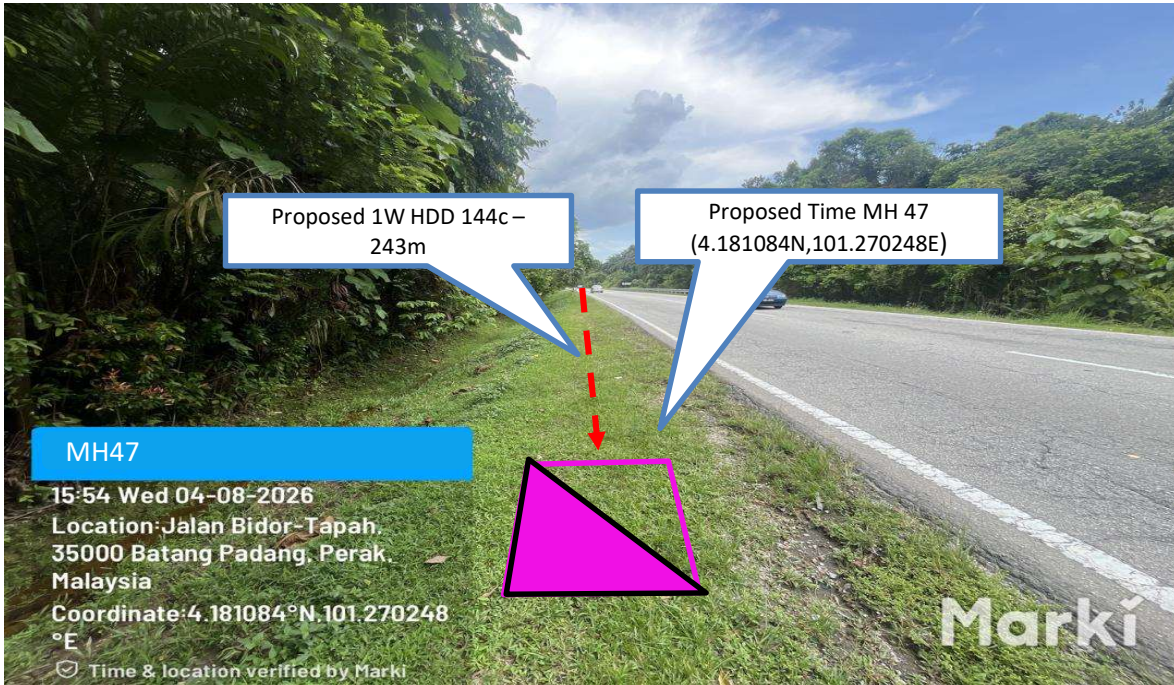 Proposed 1W HDD 144c –
243m
Proposed Time MH 47
(4.181084N,101.270248E)
MH47
15:54 Wed 04-08-2026
Location:Jalan Bidor-Tapah,
35000 Batang Padang, Perak,
Malaysia
Coordinate:4.181084°N,101.270248
°E
Time & location verified by Marki
Marki